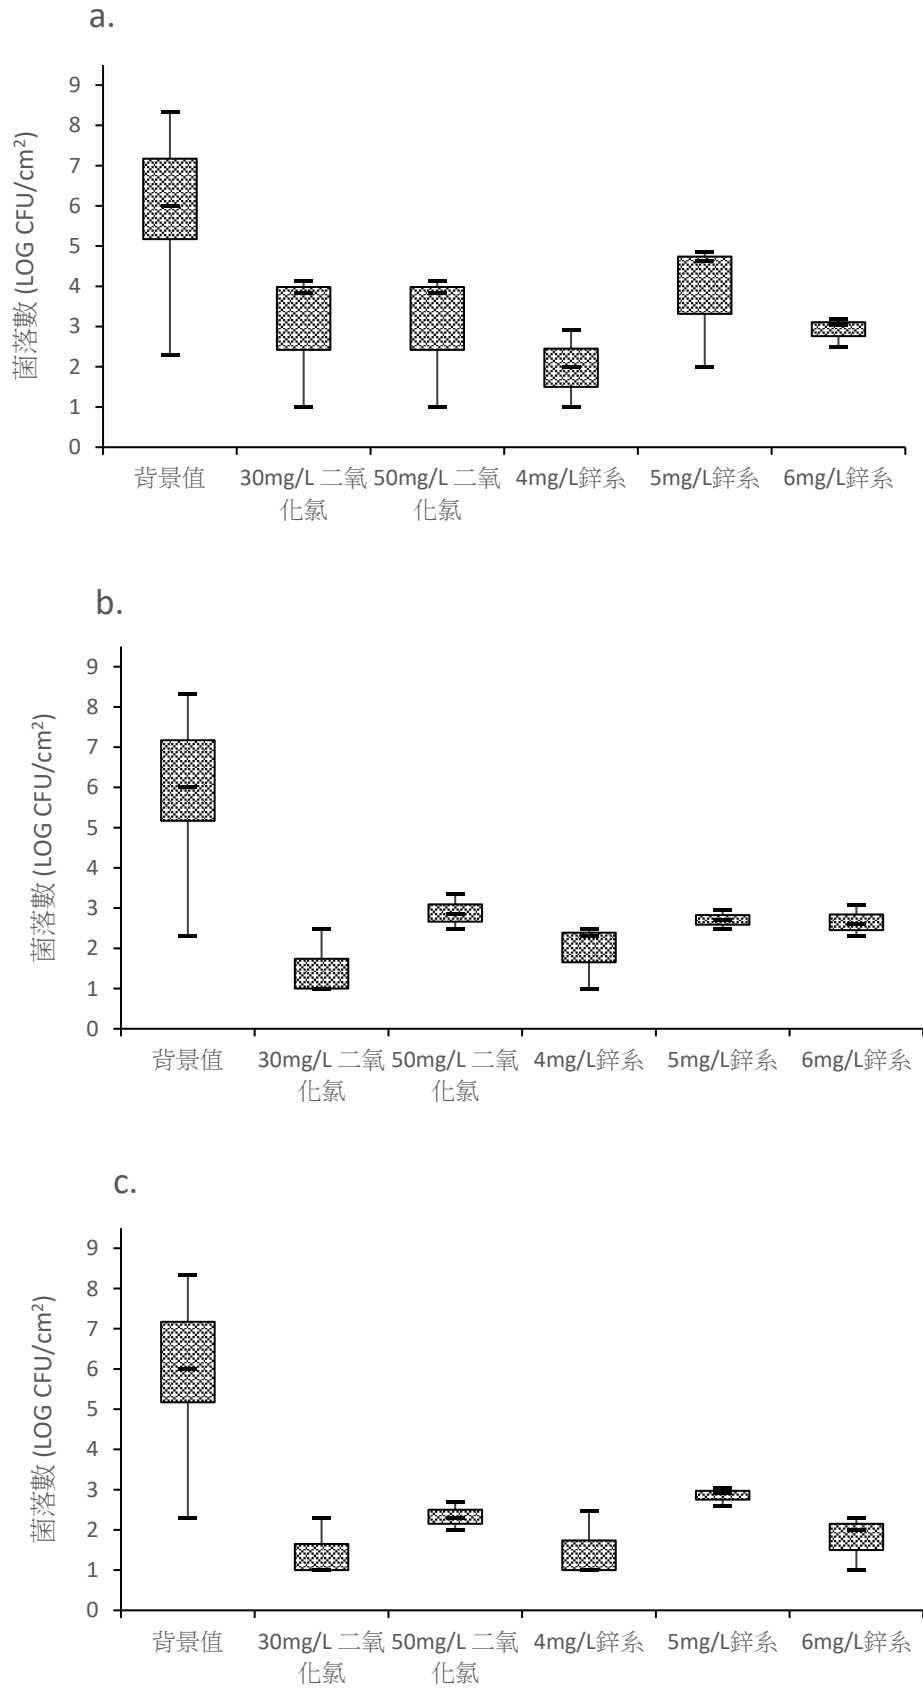 a.
菌落數 (LOG CFU/cm²)
9
8
7
6
5
4
3
2
1
0
背景值
30mg/L 二氧
化氯
50mg/L 二氧
化氯
4mg/L鋅系
5mg/L鋅系
6mg/L鋅系
b.
菌落數 (LOG CFU/cm²)
9
8
7
6
5
4
3
2
1
0
背景值
30mg/L 二氧
化氯
50mg/L 二氧
化氯
4mg/L鋅系
5mg/L鋅系
6mg/L鋅系
c.
菌落數 (LOG CFU/cm²)
9
8
7
6
5
4
3
2
1
0
背景值
30mg/L 二氧
化氯
50mg/L 二氧
化氯
4mg/L鋅系
5mg/L鋅系
6mg/L鋅系